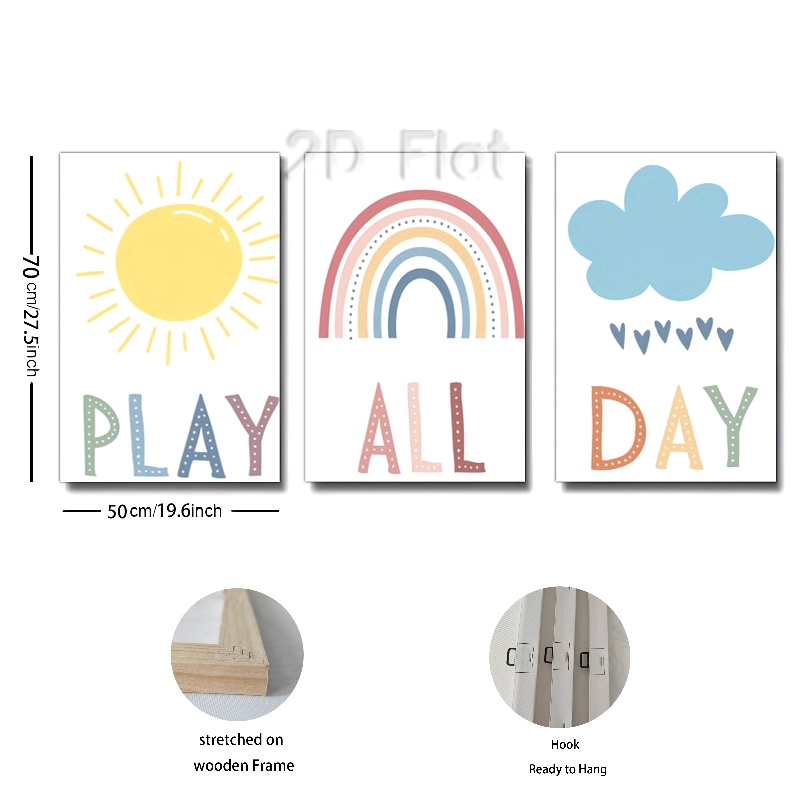 2D Flat
PLAY
ALL
DAY
70 cm/27.5inch
50cm/19.6inch
stretched on
wooden Frame
Hook
Ready to Hang